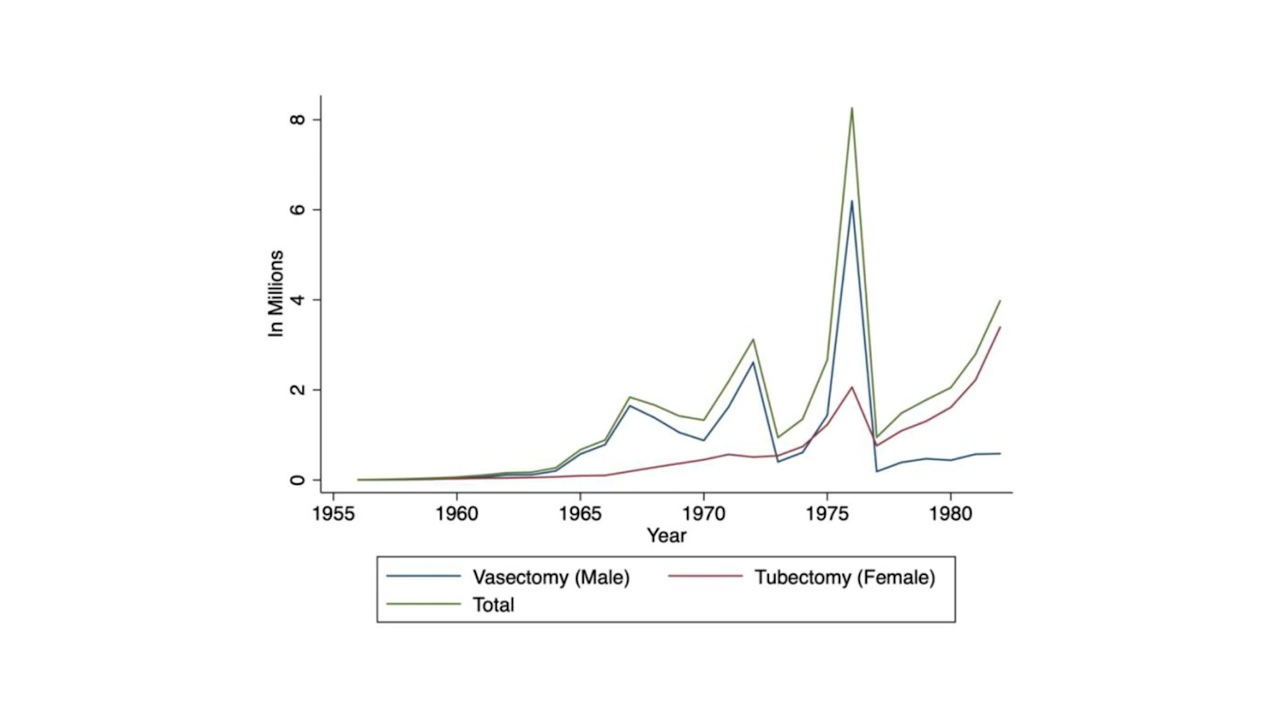 8
6
4
2
0
In Millions
1955 1960 1965 1970 1975 1980
Year
Vasectomy (Male) Tubectomy (Female)
Total